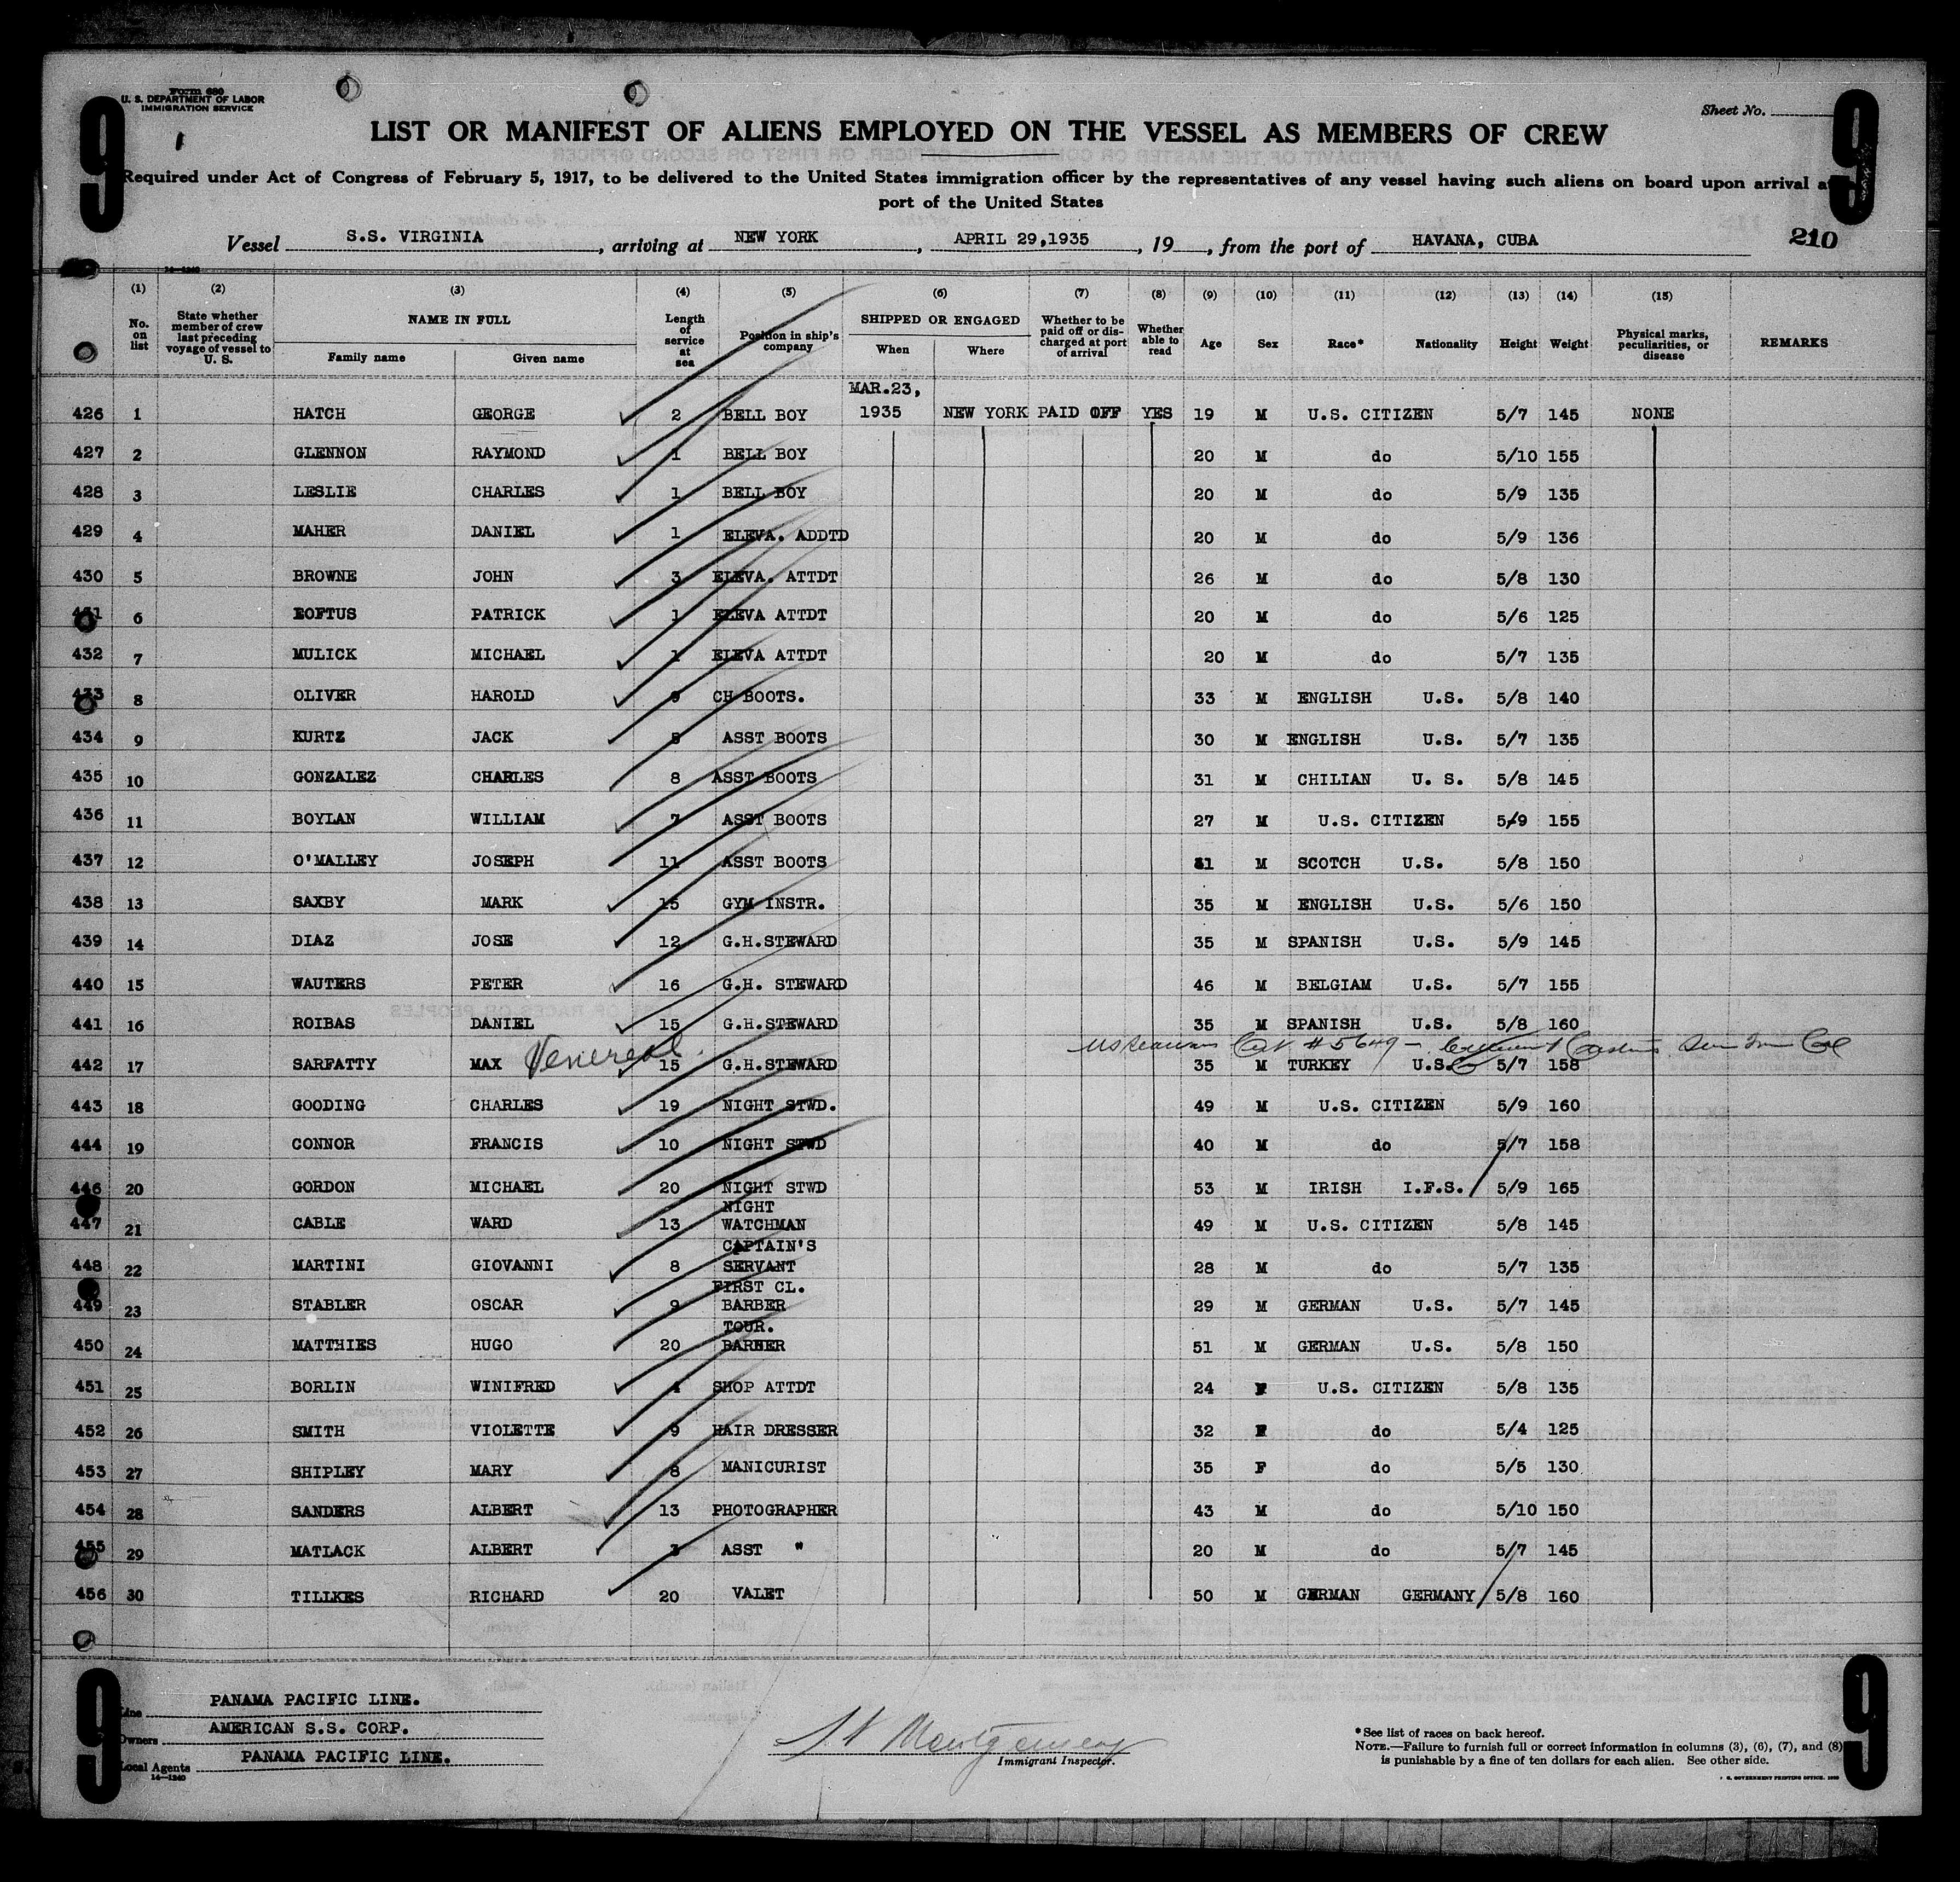 9
Form 680
U. S. DEPARTMENT OF LABOR
IMMIGRATION SERVICE
Sheet No.
9
LIST OR MANIFEST OF ALIENS EMPLOYED ON THE VESSEL AS MEMBERS OF CREW
Required under Act of Congress of February 5, 1917, to be delivered to the United States immigration officer by the representatives of any vessel having such aliens on board upon arrival at
port of the United States
Vessel S.S. VIRGINIA, arriving at NEW YORK, APRIL 29,1935, 19, from the port of HAVANA, CUBA 210
14—1240
(1) (2) (3) (4) (5) (6) (7) (8) (9) (10) (11) (12) (13) (14) (15)
No. on list State whether member of crew last preceding voyage of vessel to U. S. NAME IN FULL Family name Given name Length of service at sea Position in ship's company SHIPPED OR ENGAGED When Where Whether to be paid off or discharged at port of arrival Whether able to read Age Sex Race* Nationality Height Weight Physical marks, peculiarities, or disease REMARKS
MAR.23,
426 1 HATCH GEORGE 2 BELL BOY 1935 NEW YORK PAID OFF YES 19 M U.S. CITIZEN 5/7 145 NONE
427 2 GLENNON RAYMOND 1 BELL BOY 20 M do 5/10 155
428 3 LESLIE CHARLES 1 BELL BOY 20 M do 5/9 135
429 4 MAHER DANIEL 1 ELEVA. ADDTD 20 M do 5/9 136
430 5 BROWNE JOHN 3 ELEVA. ATTDT 26 M do 5/8 130
431 6 LOFTUS PATRICK 1 ELEVA ATTDT 20 M do 5/6 125
432 7 MULICK MICHAEL 1 ELEVA ATTDT 20 M do 5/7 135
433 8 OLIVER HAROLD 9 CH BOOTS. 33 M ENGLISH U.S. 5/8 140
434 9 KURTZ JACK ASST BOOTS 30 M ENGLISH U.S. 5/7 135
435 10 GONZALEZ CHARLES 8 ASST BOOTS 31 M CHILIAN U. S. 5/8 145
436 11 BOYLAN WILLIAM 7 ASST BOOTS 27 M U.S. CITIZEN 5/9 155
437 12 O'MALLEY JOSEPH 11 ASST BOOTS M SCOTCH U.S. 5/8 150
438 13 SAXBY MARK 15 GYM INSTR. 35 M ENGLISH U.S. 5/6 150
439 14 DIAZ JOSE 12 G.H.STEWARD 35 M SPANISH U.S. 5/9 145
440 15 WAUTERS PETER 16 G.H. STEWARD 46 M BELGIAM U.S. 5/7 155
441 16 ROIBAS DANIEL 15 G.H.STEWARD 35 M SPANISH U.S. 5/8 160
Venereal # 5649 —
442 17 SARFATTY MAX 15 G.H.STEWARD 35 M TURKEY U.S. 5/7 158
443 18 GOODING CHARLES 19 NIGHT STWD. 49 M U.S. CITIZEN 5/9 160
444 19 CONNOR FRANCIS 10 NIGHT STWD 40 M do 5/7 158
446 20 GORDON MICHAEL 20 NIGHT STWD 53 M IRISH I.F.S. 5/9 165
NIGHT
447 21 CABLE WARD 13 WATCHMAN 49 M U.S. CITIZEN 5/8 145
CAPTAIN'S
448 22 MARTINI GIOVANNI 8 SERVANT 28 M do 5/7 135
FIRST CL.
449 23 STABLER OSCAR 9 BARBER 29 M GERMAN U.S. 5/7 145
TOUR.
450 24 MATTHIES HUGO 20 BARBER 51 M GERMAN U.S. 5/8 150
451 25 BORLIN WINIFRED 4 SHOP ATTDT 24 F U.S. CITIZEN 5/8 135
452 26 SMITH VIOLETTE 9 HAIR DRESSER 32 F do 5/4 125
453 27 SHIPLEY MARY 8 MANICURIST 35 F do 5/5 130
454 28 SANDERS ALBERT 13 PHOTOGRAPHER 43 M do 5/10 150
455 29 MATLACK ALBERT 3 ASST " 20 M do 5/7 145
456 30 TILLKES RICHARD 20 VALET 50 M GERMAN GERMANY 5/8 160
9
Line PANAMA PACIFIC LINE.
Owners AMERICAN S.S. CORP.
Local Agents PANAMA PACIFIC LINE.
14—1240
Montgomery
Immigrant Inspector.
* See list of races on back hereof.
NOTE.—Failure to furnish full or correct information in columns (3), (6), (7), and (8)
is punishable by a fine of ten dollars for each alien. See other side.
U. S. GOVERNMENT PRINTING OFFICE
9